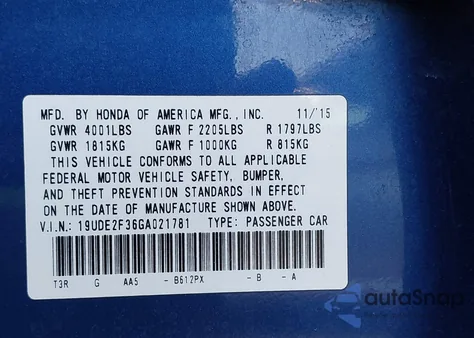 MFD. BY HONDA OF AMERICA MFG., INC. 11/'15
GVWR 4001LBS GAWR F 2205LBS R 1797LBS
GVWR 1815KG GAWR F 1000KG R 815KG
THIS VEHICLE CONFORMS TO ALL APPLICABLE
FEDERAL MOTOR VEHICLE SAFETY, BUMPER,
AND THEFT PREVENTION STANDARDS IN EFFECT
ON THE DATE OF MANUFACTURE SHOWN ABOVE.
V.I.N.: 19UDE2F36GA021781 TYPE: PASSENGER CAR
T3R G AA5 - B612PX - B - A
autoSnap